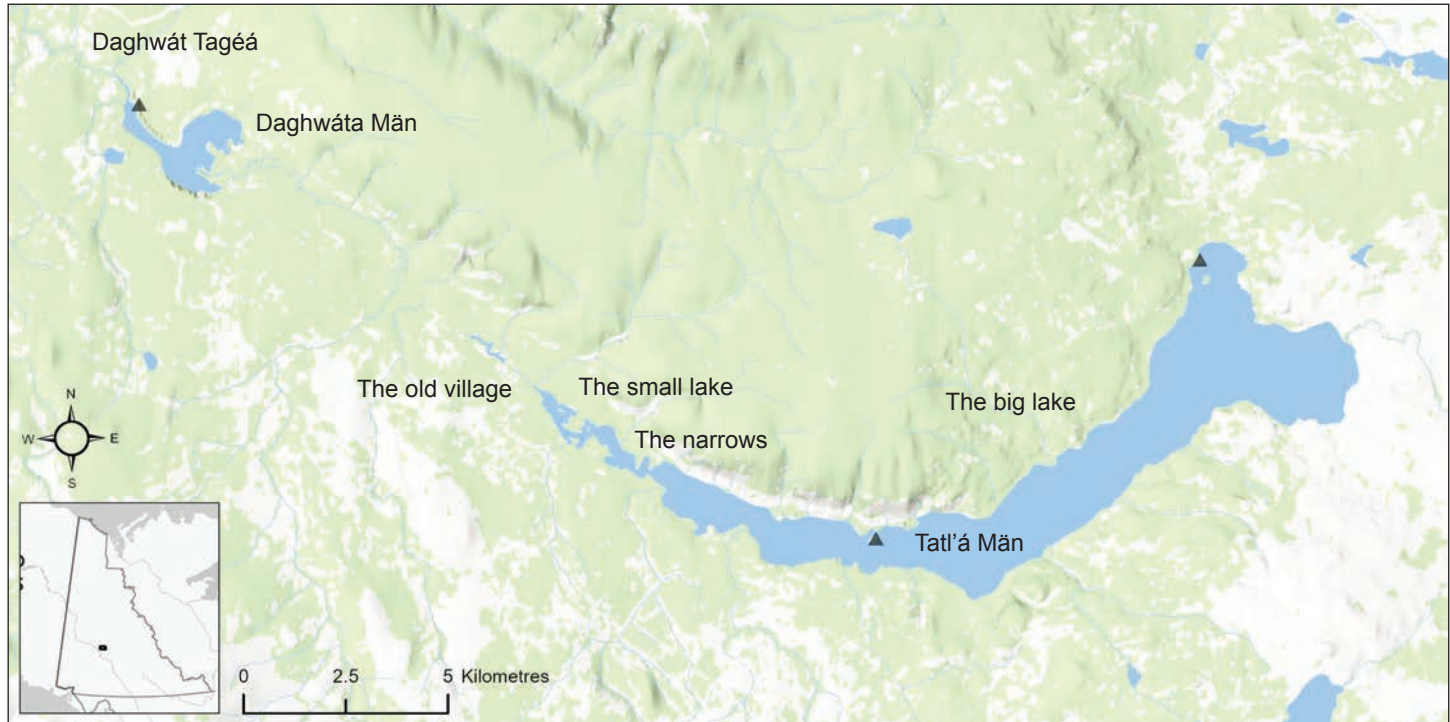 Daghwát Tagéá
Daghwáta Män
The old village
The small lake
The big lake
The narrows
Tatl'á Män
N
W
E
S
0
2.5
5 Kilometres